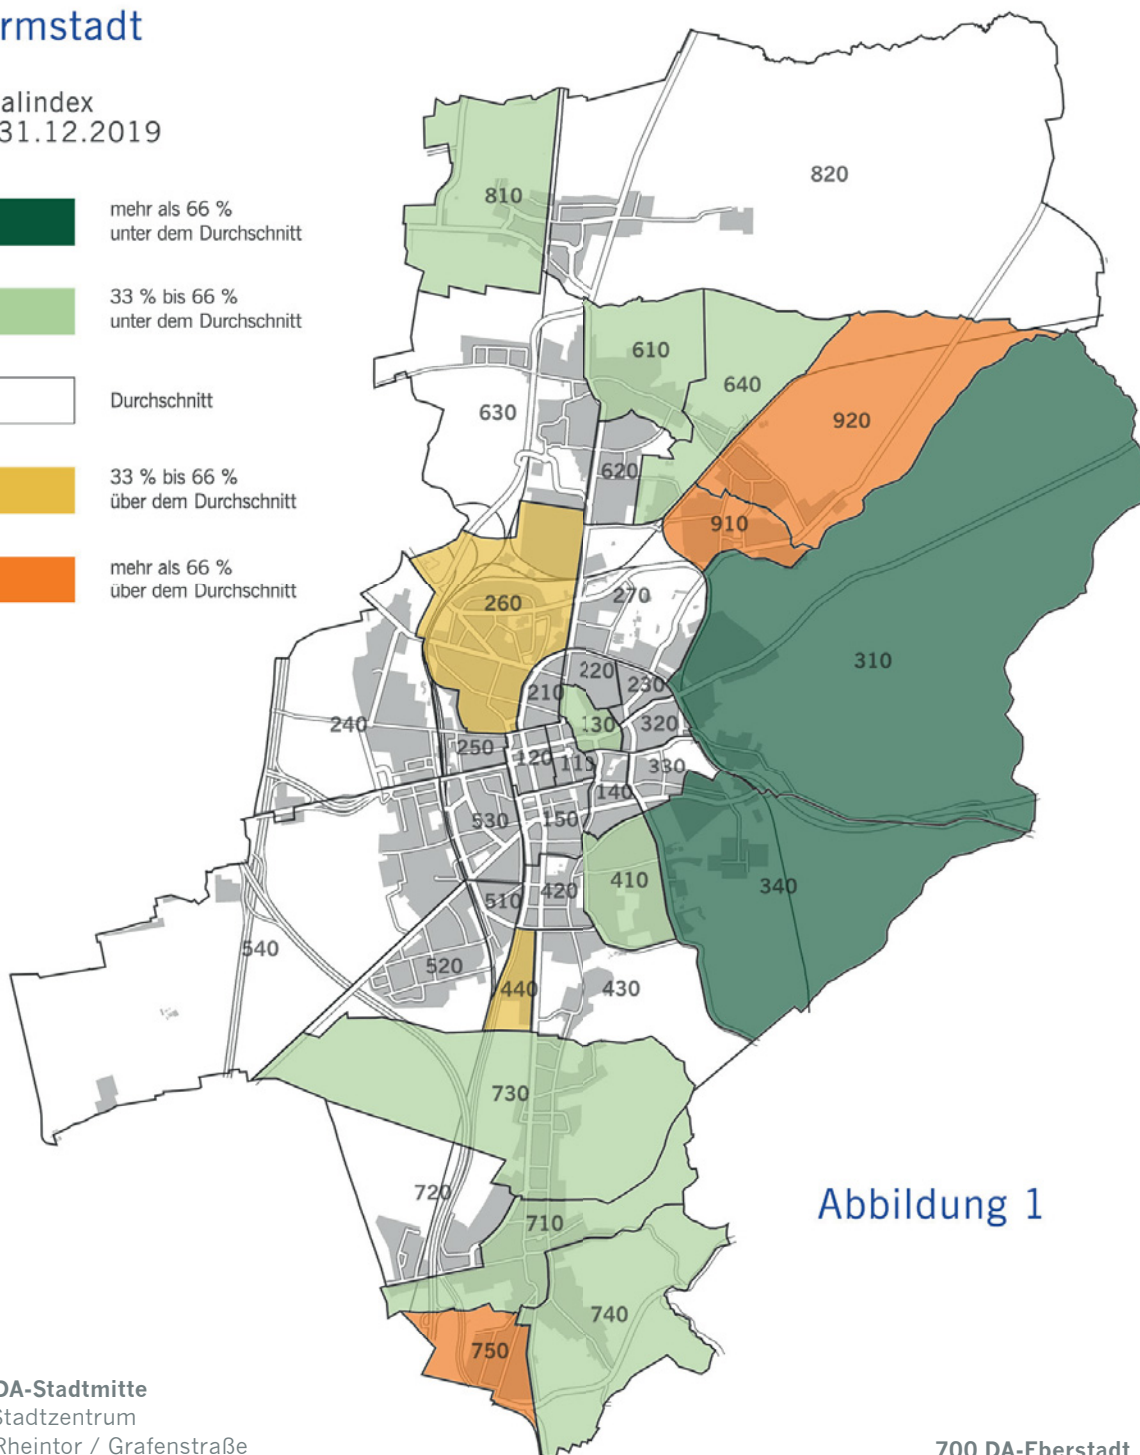 rmstadt
alindex
31.12.2019
mehr als 66 %
unter dem Durchschnitt
33 % bis 66 %
unter dem Durchschnitt
Durchschnitt
33 % bis 66 %
über dem Durchschnitt
mehr als 66 %
über dem Durchschnitt
820
810
610
640
630
920
620
910
270
260
310
220
230
210
130
320
240
250
120
110
330
140
150
530
410
340
420
510
540
520
440
430
730
720
710
740
750
Abbildung 1
DA-Stadtmitte
Stadtzentrum
Rheintor / Grafenstraße
700 DA-Eberstadt